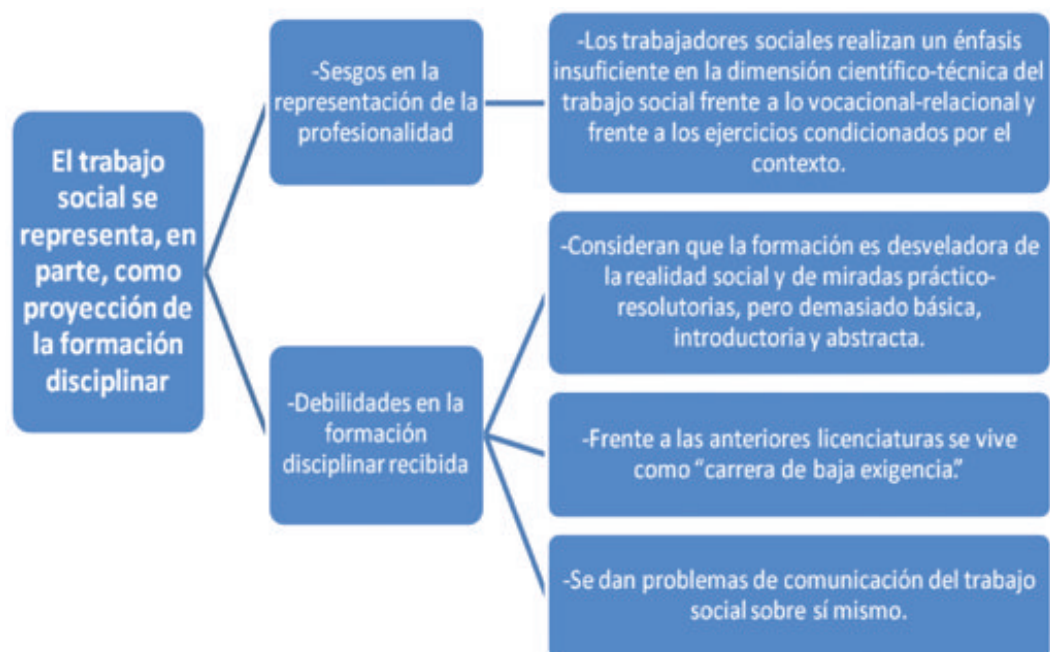 El trabajo
social se
representa, en
parte, como
proyección de
la formación
disciplinar
-Sesgos en la
representación de la
profesionalidad
-Los trabajadores sociales realizan un énfasis
insuficiente en la dimensión científico-técnica del
trabajo social frente a lo vocacional-relacional y
frente a los ejercicios condicionados por el
contexto.
-Debilidades en la
formación
disciplinar recibida
-Consideran que la formación es desveladora de
la realidad social y de miradas práctico-
resolutorias, pero demasiado básica,
introductoria y abstracta.
-Frente a las anteriores licenciaturas se vive
como “carrera de baja exigencia.”
-Se dan problemas de comunicación del trabajo
social sobre sí mismo.